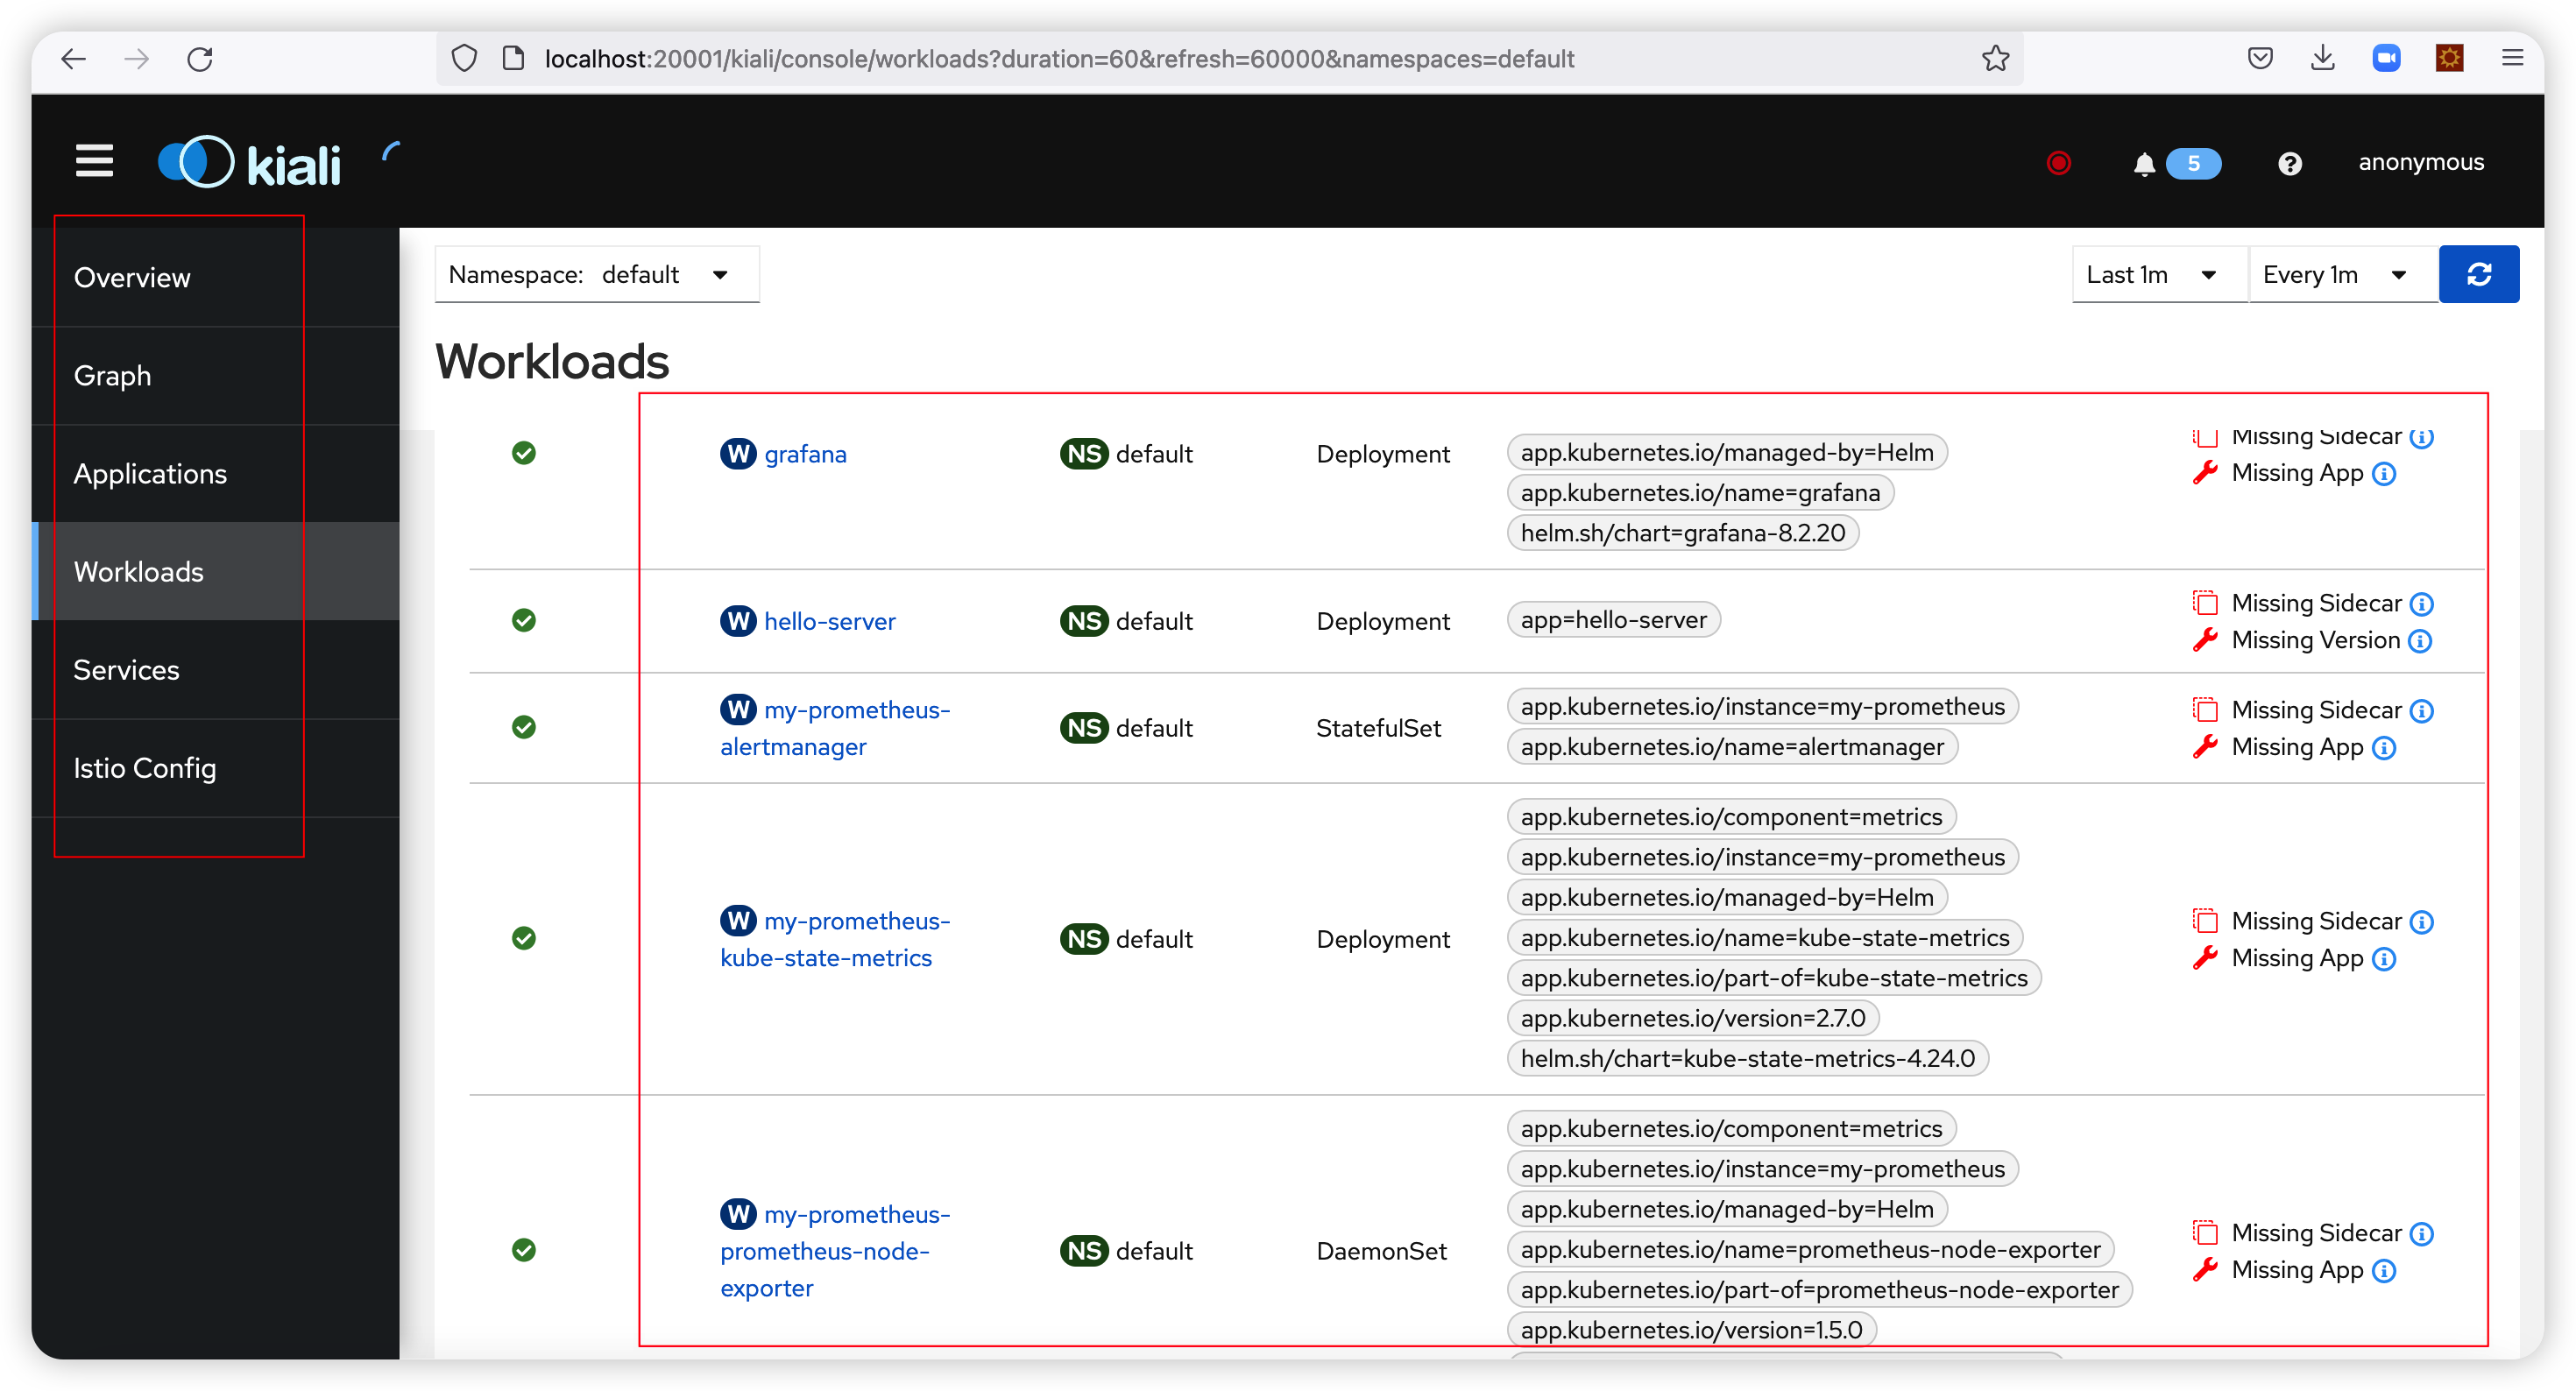 localhost:20001/kiali/console/workloads?duration=60&refresh=60000&namespaces=default
kiali
5
anonymous
Overview
Graph
Applications
Workloads
Services
Istio Config
Namespace: default
Last 1m
Every 1m
Workloads
W grafana
NS default
Deployment
app.kubernetes.io/managed-by=Helm
app.kubernetes.io/name=grafana
helm.sh/chart=grafana-8.2.20
Missing Sidecar
Missing App
W hello-server
NS default
Deployment
app=hello-server
Missing Sidecar
Missing Version
W my-prometheus-
alertmanager
NS default
StatefulSet
app.kubernetes.io/instance=my-prometheus
app.kubernetes.io/name=alertmanager
Missing Sidecar
Missing App
W my-prometheus-
kube-state-metrics
NS default
Deployment
app.kubernetes.io/component=metrics
app.kubernetes.io/instance=my-prometheus
app.kubernetes.io/managed-by=Helm
app.kubernetes.io/name=kube-state-metrics
app.kubernetes.io/part-of=kube-state-metrics
app.kubernetes.io/version=2.7.0
helm.sh/chart=kube-state-metrics-4.24.0
Missing Sidecar
Missing App
W my-prometheus-
prometheus-node-
exporter
NS default
DaemonSet
app.kubernetes.io/component=metrics
app.kubernetes.io/instance=my-prometheus
app.kubernetes.io/managed-by=Helm
app.kubernetes.io/name=prometheus-node-exporter
app.kubernetes.io/part-of=prometheus-node-exporter
app.kubernetes.io/version=1.5.0
Missing Sidecar
Missing App